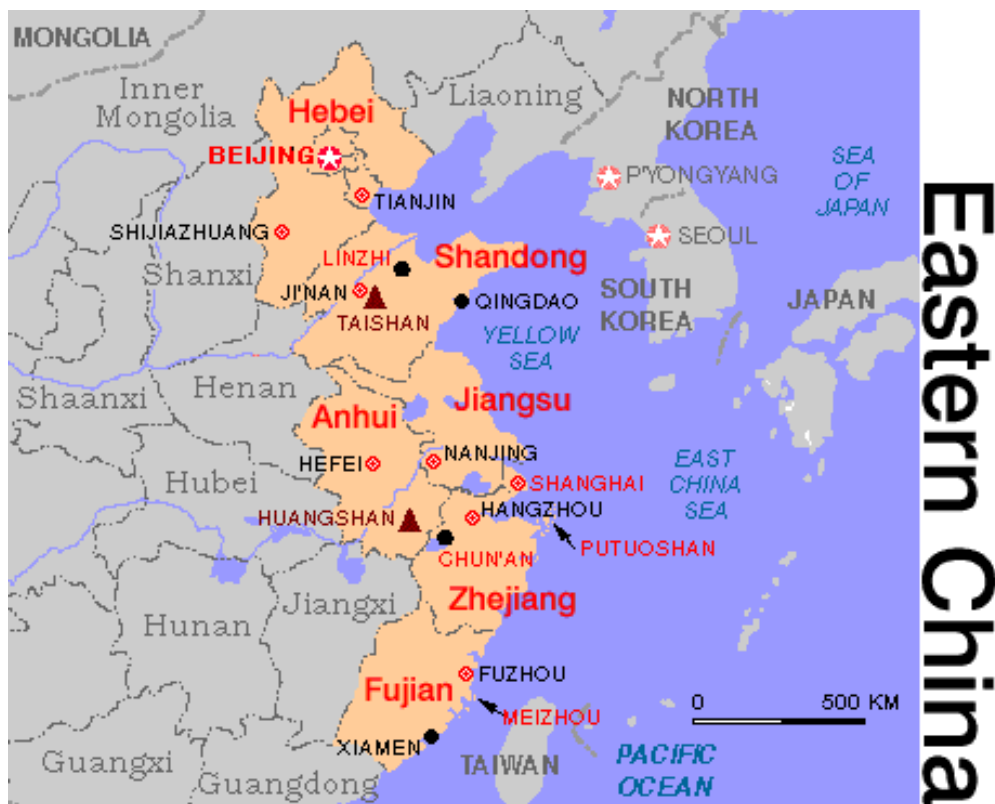 MONGOLIA
Inner
Mongolia
Hebei
Liaoning
NORTH
KOREA
BEIJING
P'YONGYANG
SEA
OF
JAPAN
TIANJIN
SHIJIAZHUANG
SEOUL
LINZHI
Shandong
Shanxi
JI'NAN
QINGDAO
SOUTH
KOREA
JAPAN
TAISHAN
YELLOW
SEA
Henan
Shaanxi
Anhui
Jiangsu
HEFEI
NANJING
EAST
CHINA
SEA
Hubei
SHANGHAI
HUANGSHAN
HANGZHOU
PUTUOSHAN
CHUN'AN
Jiangxi
Zhejiang
Hunan
FUZHOU
Fujian
MEIZHOU
0 500 KM
XIAMEN
TAIWAN
PACIFIC
OCEAN
Guangxi
Guangdong
Eastern China